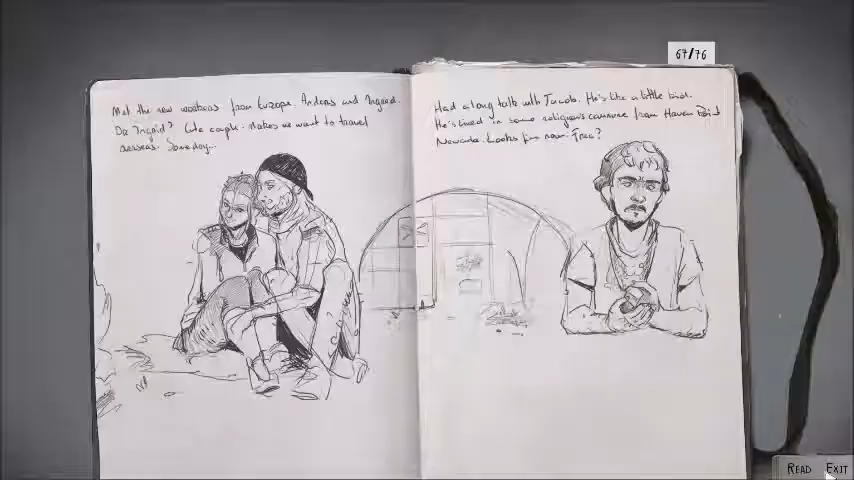 67/76
Met the new workers from Europe. Anders and Ingrid.
Or Ingrid? Cute couple. Makes me want to travel
overseas. Someday...
Had a long talk with Jacob. He's like a little bird.
He's lived in some religious commune from Haven Point
Nevada. Looks fine now. Free?
READ EXIT